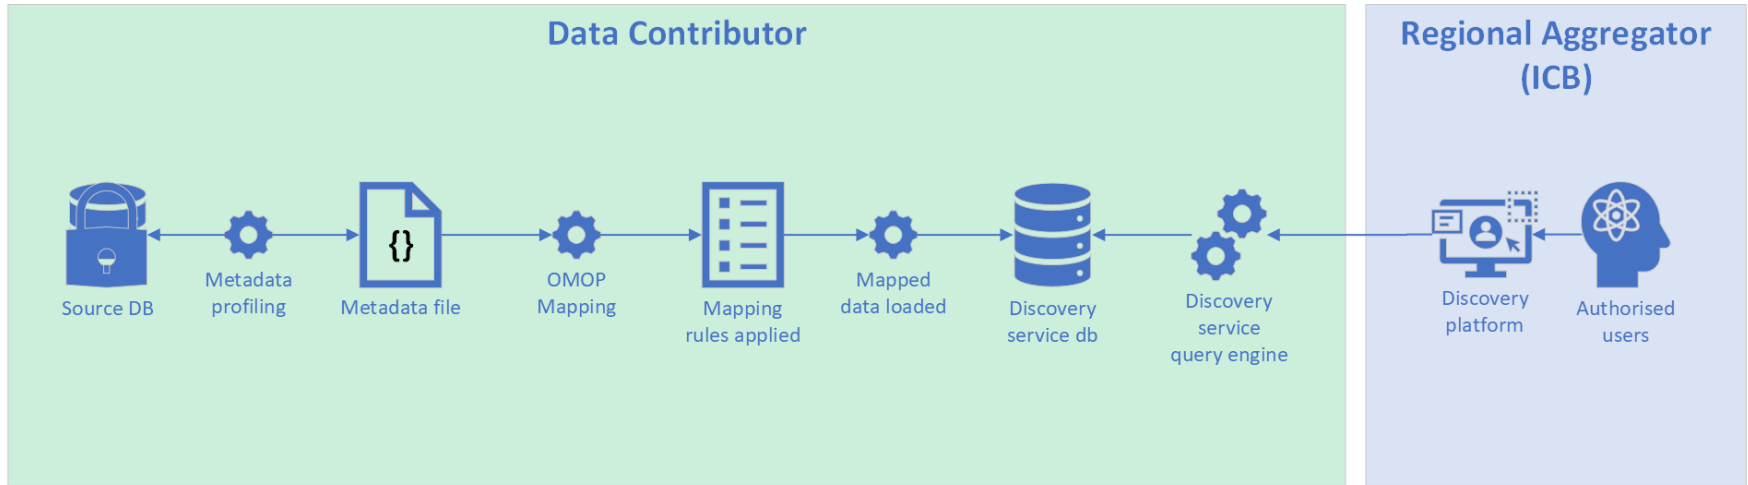 Data Contributor
Regional Aggregator
(ICB)
{}
Source DB
Metadata
profiling
Metadata file
OMOP
Mapping
Mapping
rules applied
Mapped
data loaded
Discovery
service db
Discovery
service
query engine
Discovery
platform
Authorised
users